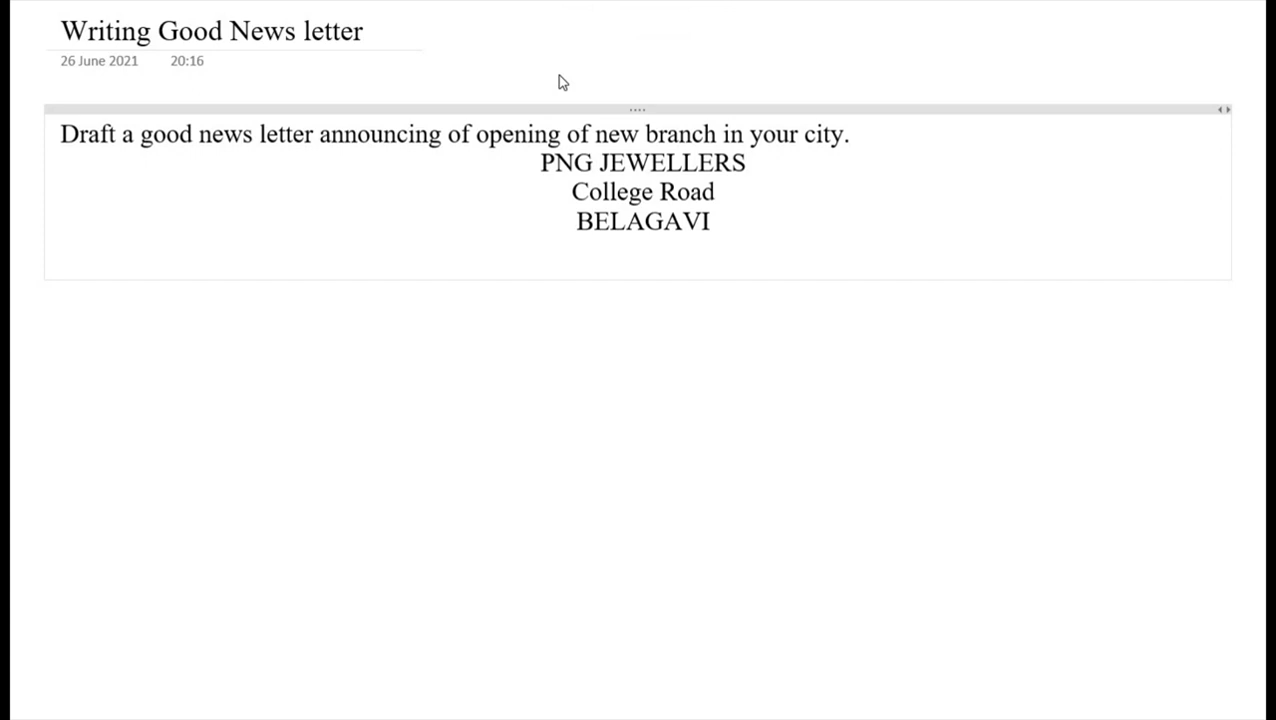 Writing Good News letter
26 June 2021 20:16
Draft a good news letter announcing of opening of new branch in your city.
PNG JEWELLERS
College Road
BELAGAVI